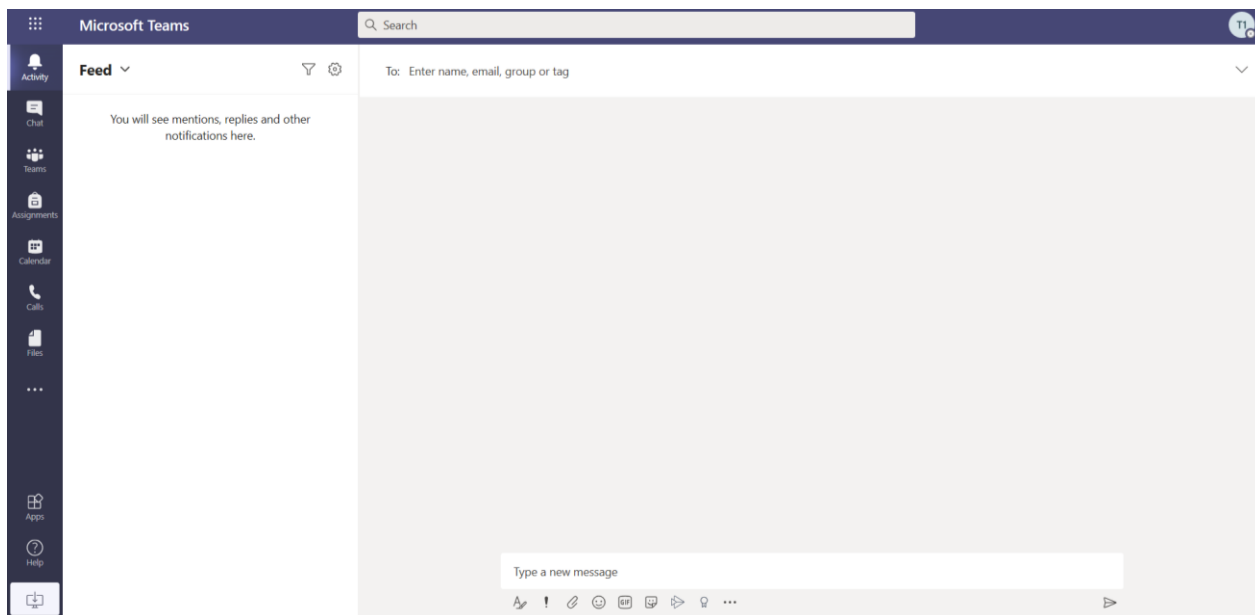 Microsoft Teams
Search
T1
Activity
Chat
Teams
Assignments
Calendar
Calls
Files
Apps
Help
Feed
You will see mentions, replies and other
notifications here.
To: Enter name, email, group or tag
Type a new message
GIF